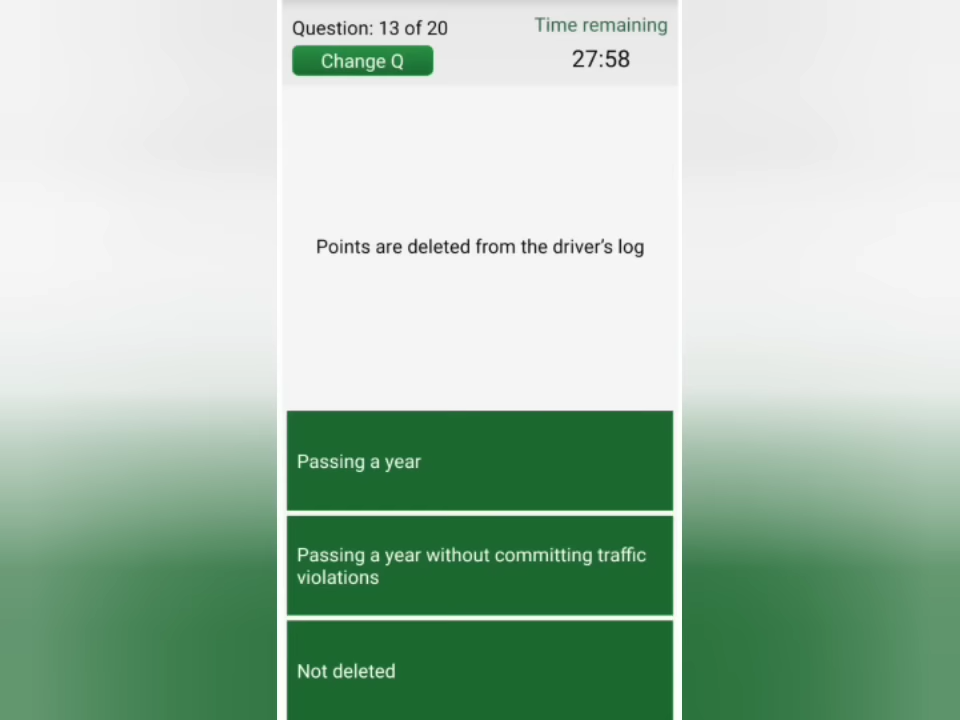 Question: 13 of 20
Time remaining
Change Q
27:58
Points are deleted from the driver’s log
Passing a year
Passing a year without committing traffic
violations
Not deleted